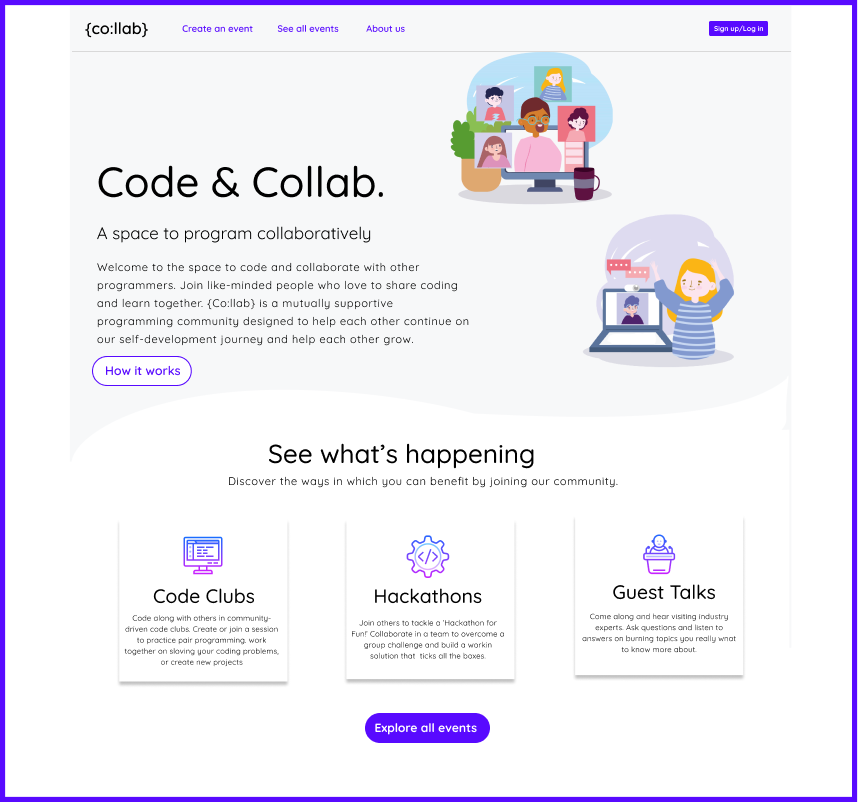 {co:llab}
Create an event
See all events
About us
Sign up/Log in
Code & Collab.
A space to program collaboratively
Welcome to the space to code and collaborate with other
programmers. Join like-minded people who love to share coding
and learn together. {Co:llab} is a mutually supportive
programming community designed to help each other continue on
our self-development journey and help each other grow.
How it works
See what's happening
Discover the ways in which you can benefit by joining our community.
Code Clubs
Code along with others in community-
driven code clubs. Create or join a session
to practice pair programming, work
together on sloving your coding problems,
or create new projects
Hackathons
Join others to tackle a 'Hackathon for
Fun!' Collaborate in a team to overcome a
group challenge and build a workin
solution that  ticks all the boxes.
Guest Talks
Come along and hear visiting industry
experts. Ask questions and listen to
answers on burning topics you really what
to know more about.
Explore all events